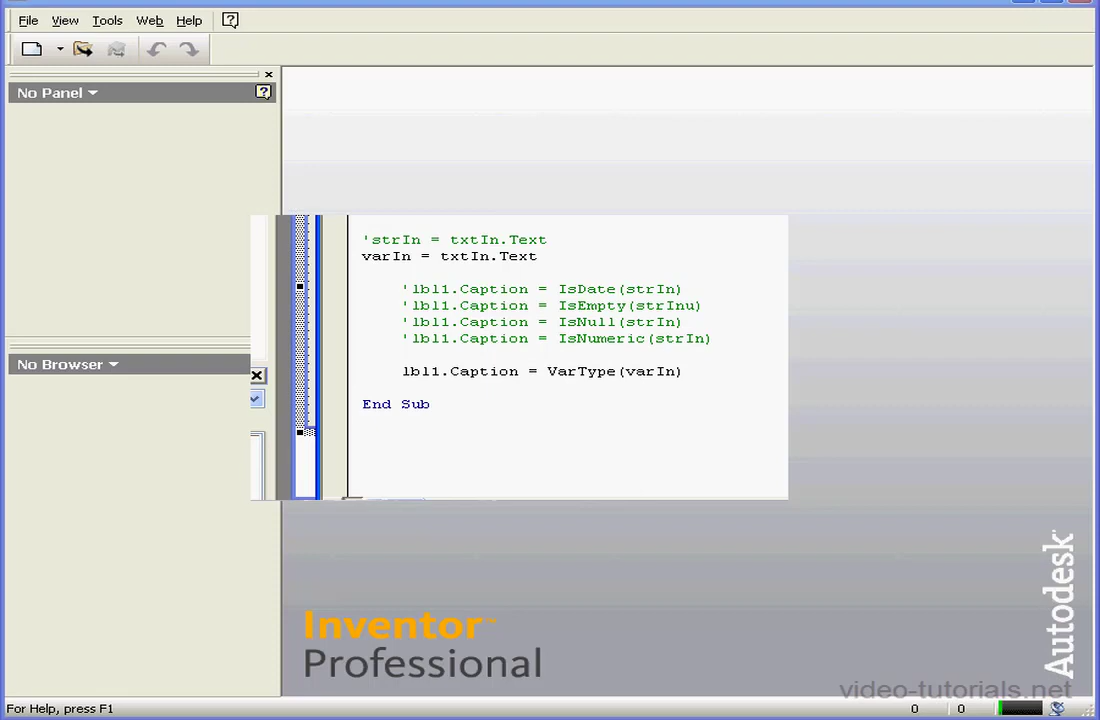 File View Tools Web Help
No Panel
'strIn = txtIn.Text
varIn = txtIn.Text
'lbl1.Caption = IsDate(strIn)
'lbl1.Caption = IsEmpty(strInu)
'lbl1.Caption = IsNull(strIn)
'lbl1.Caption = IsNumeric(strIn)
lbl1.Caption = VarType(varIn)
End Sub
No Browser
Autodesk
Inventor™
Professional
video-tutorials.net
For Help, press F1
0 0